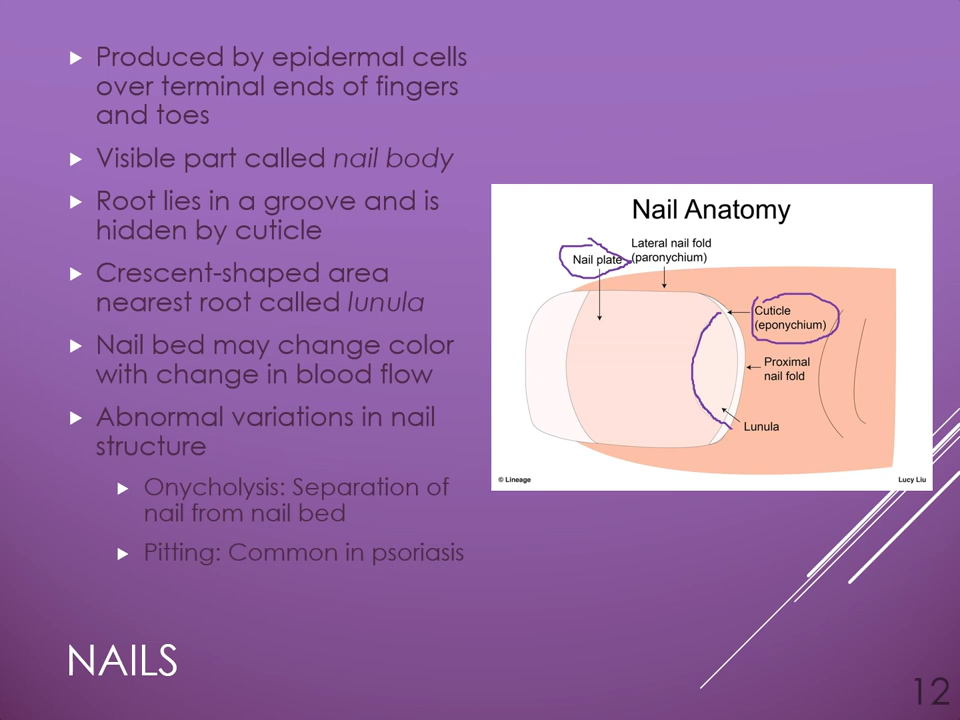 Produced by epidermal cells
over terminal ends of fingers
and toes
Visible part called nail body
Root lies in a groove and is
hidden by cuticle
Crescent-shaped area
nearest root called lunula
Nail bed may change color
with change in blood flow
Abnormal variations in nail
structure
Onycholysis: Separation of
nail from nail bed
Pitting: Common in psoriasis
Nail Anatomy
Lateral nail fold
(paronychium)
Nail plate
Cuticle
(eponychium)
Proximal
nail fold
Lunula
© Lineage
Lucy Liu
NAILS
12